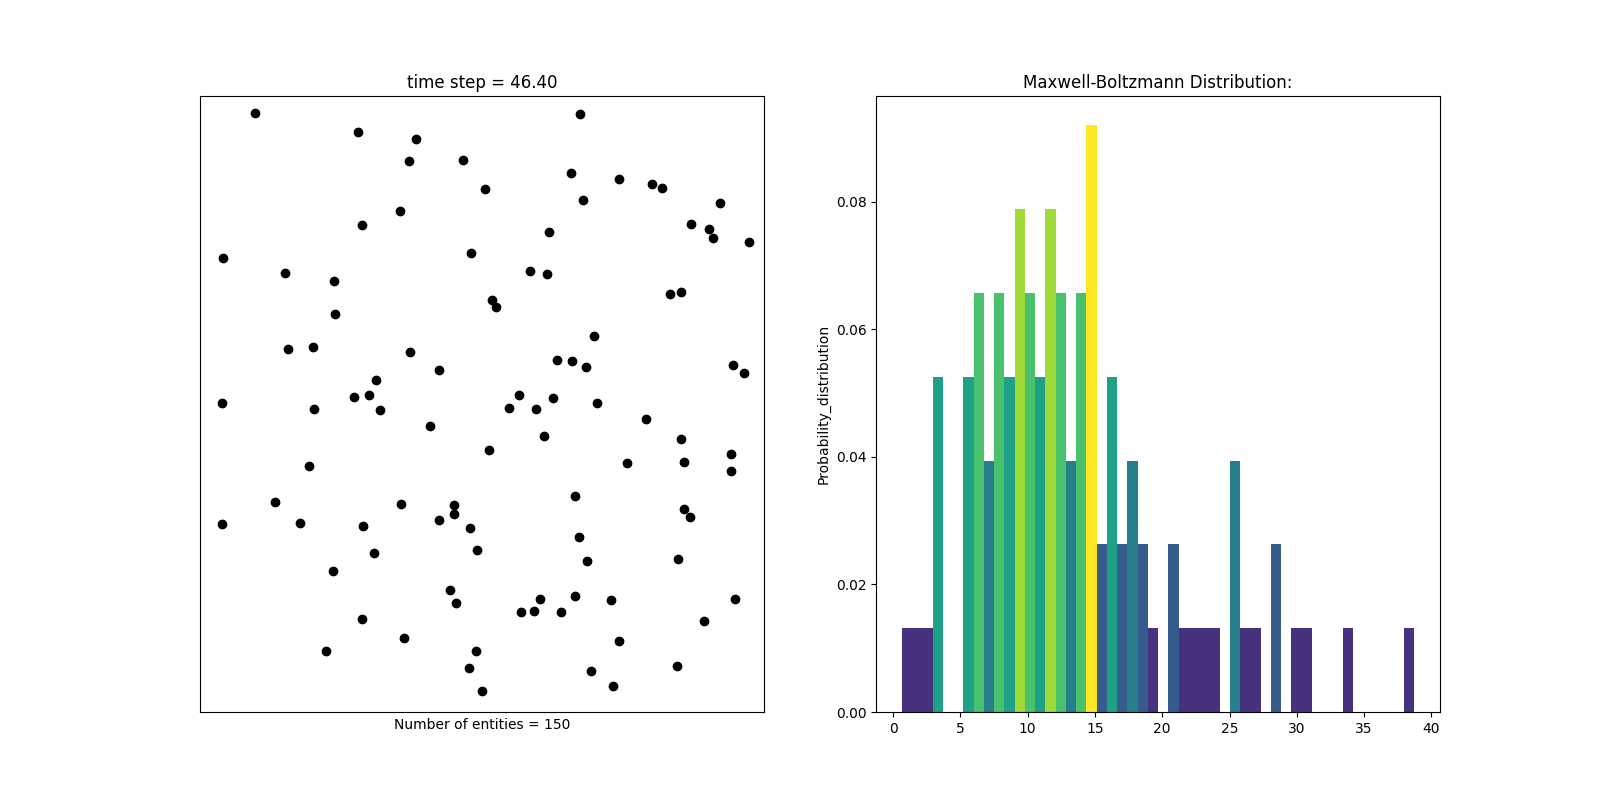 time step = 46.40
Number of entities = 150
Maxwell-Boltzmann Distribution:
Probability_distribution
0.08
0.06
0.04
0.02
0.00
0 5 10 15 20 25 30 35 40